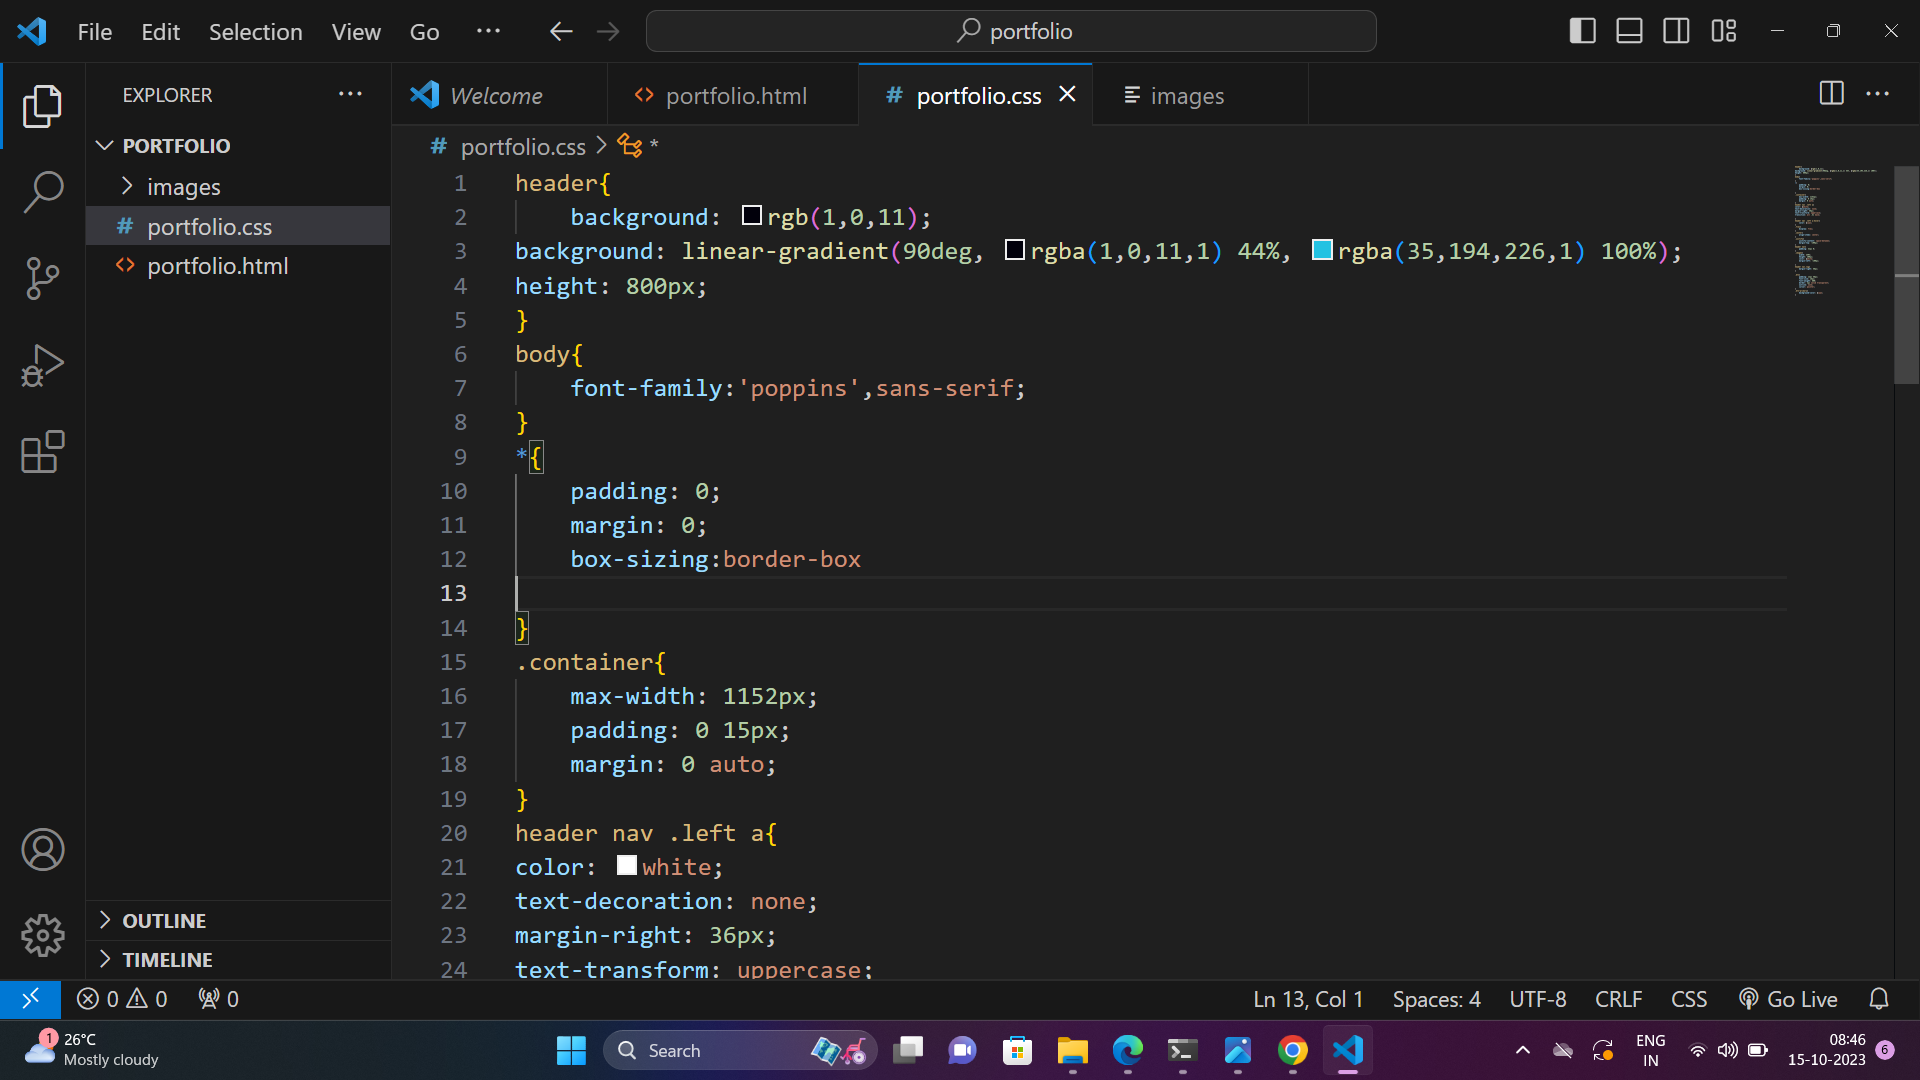 File Edit Selection View Go ··· portfolio
EXPLORER ···
PORTFOLIO
images
# portfolio.css
<> portfolio.html
OUTLINE
TIMELINE
Welcome
<> portfolio.html
# portfolio.css
images
# portfolio.css > *
1 header{
2 background: rgb(1,0,11);
3 background: linear-gradient(90deg, rgba(1,0,11,1) 44%, rgba(35,194,226,1) 100%);
4 height: 800px;
5 }
6 body{
7 font-family:'poppins',sans-serif;
8 }
9 *{
10 padding: 0;
11 margin: 0;
12 box-sizing:border-box
13
14 }
15 .container{
16 max-width: 1152px;
17 padding: 0 15px;
18 margin: 0 auto;
19 }
20 header nav .left a{
21 color: white;
22 text-decoration: none;
23 margin-right: 36px;
24 text-transform: uppercase;
0 0 0 Ln 13, Col 1 Spaces: 4 UTF-8 CRLF CSS Go Live
1 26°C
Mostly cloudy
Search
ENG
IN
08:46
15-10-2023
6